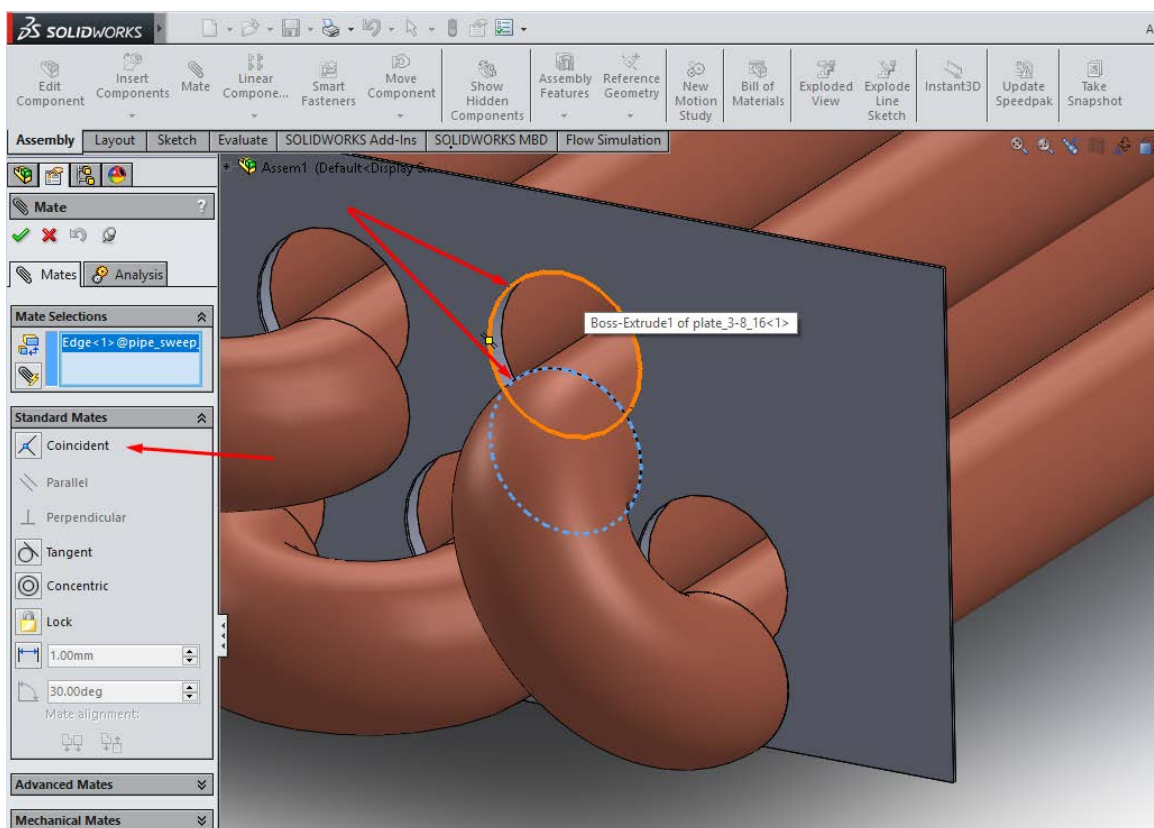 SOLIDWORKS
A
Edit Component
Insert Components
Mate
Linear Compone...
Smart Fasteners
Move Component
Show Hidden Components
Assembly Features
Reference Geometry
New Motion Study
Bill of Materials
Exploded View
Explode Line Sketch
Instant3D
Update Speedpak
Take Snapshot
Assembly Layout Sketch Evaluate SOLIDWORKS Add-Ins SOLIDWORKS MBD Flow Simulation
Assem1 (Default<Display
Mate ?
Mates Analysis
Mate Selections
Edge<1>@pipe_sweep_
Boss-Extrude1 of plate_3-8_16<1>
Standard Mates
Coincident
Parallel
Perpendicular
Tangent
Concentric
Lock
1.00mm
30.00deg
Mate alignment:
Advanced Mates
Mechanical Mates